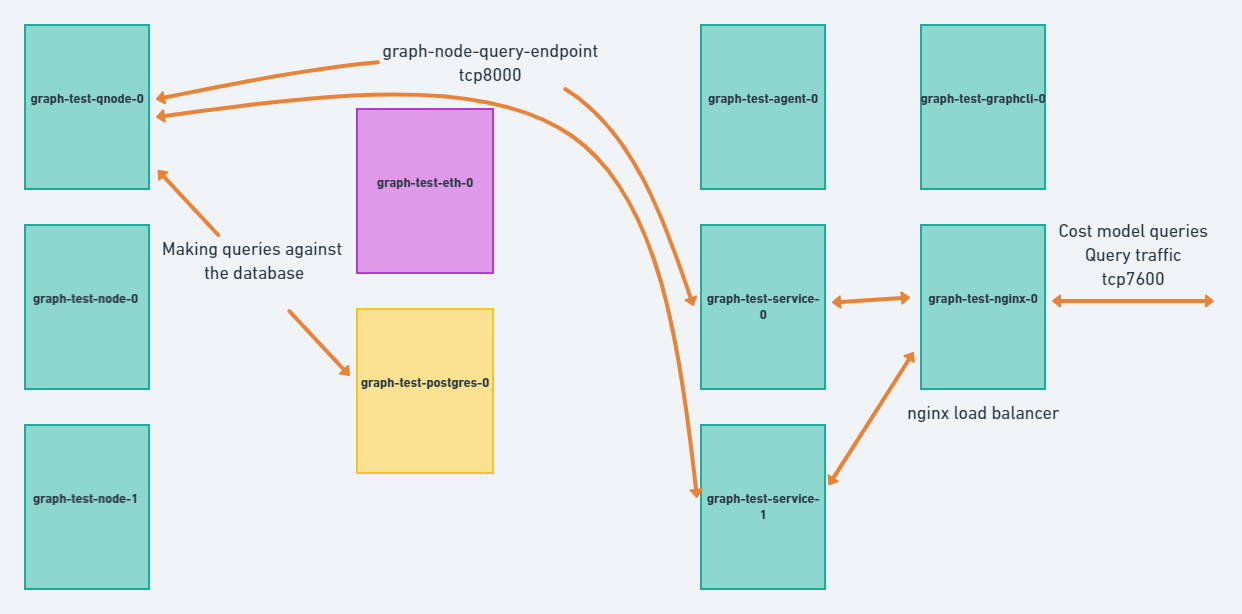 graph-node-query-endpoint
tcp8000
graph-test-qnode-0
graph-test-agent-0
graph-test-graphcli-0
graph-test-eth-0
Making queries against
the database
Cost model queries
Query traffic
tcp7600
graph-test-node-0
graph-test-service-
0
graph-test-nginx-0
graph-test-postgres-0
nginx load balancer
graph-test-node-1
graph-test-service-
1